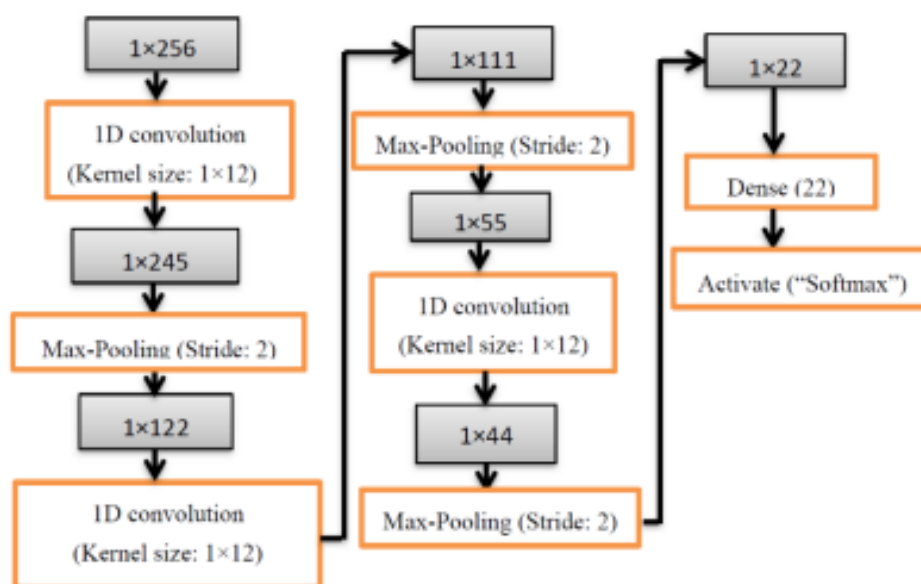 1×256
1D convolution
(Kernel size: 1×12)
1×245
Max-Pooling (Stride: 2)
1×122
1D convolution
(Kernel size: 1×12)
1×111
Max-Pooling (Stride: 2)
1×55
1D convolution
(Kernel size: 1×12)
1×44
Max-Pooling (Stride: 2)
1×22
Dense (22)
Activate (“Softmax”)